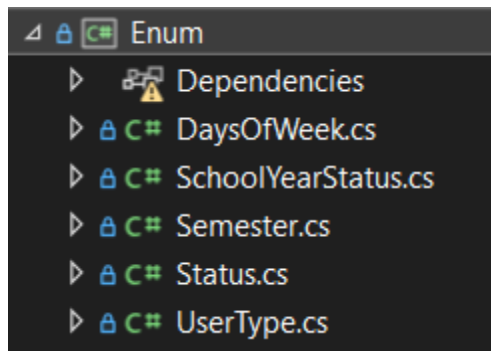 C# Enum
Dependencies
C# DaysOfWeek.cs
C# SchoolYearStatus.cs
C# Semester.cs
C# Status.cs
C# UserType.cs